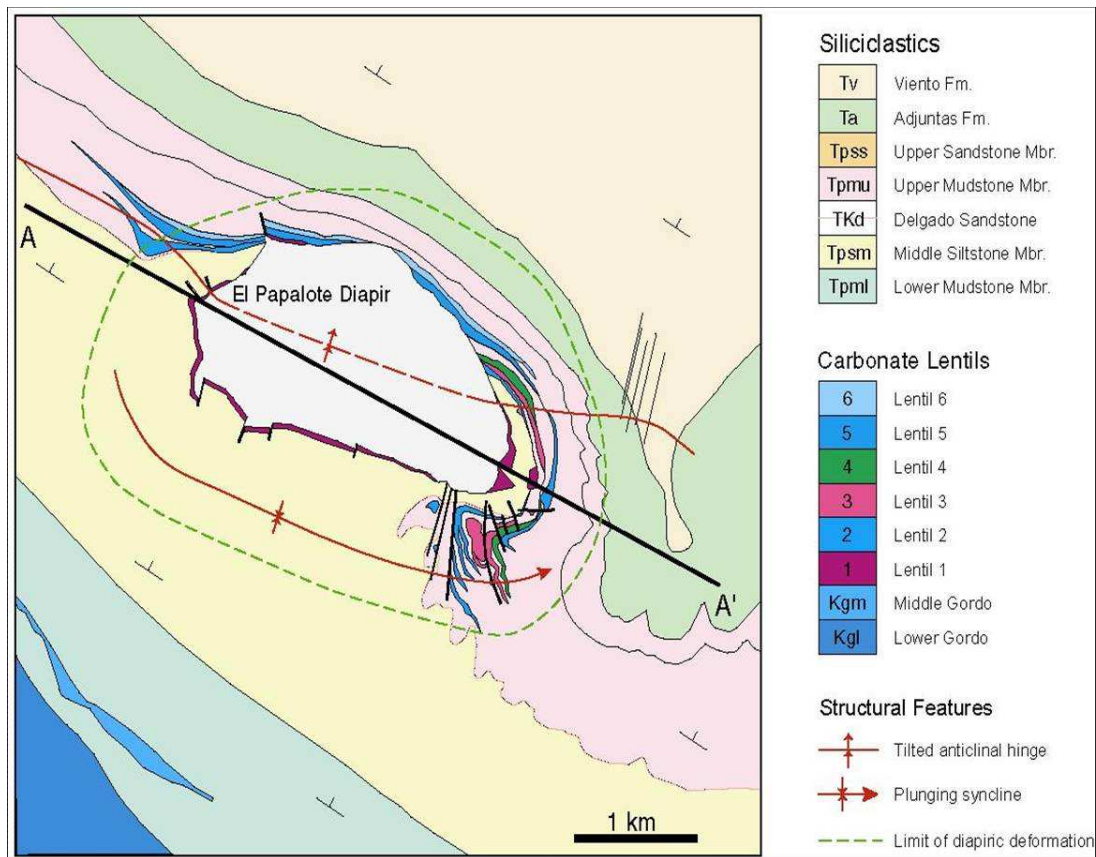 A
El Papalote Diapir
A'
1 km
Siliciclastics
Tv Viento Fm.
Ta Adjuntas Fm.
Tpss Upper Sandstone Mbr.
Tpmu Upper Mudstone Mbr.
TKd Delgado Sandstone
Tpsm Middle Siltstone Mbr.
Tpml Lower Mudstone Mbr.
Carbonate Lentils
6 Lentil 6
5 Lentil 5
4 Lentil 4
3 Lentil 3
2 Lentil 2
1 Lentil 1
Kgm Middle Gordo
Kgl Lower Gordo
Structural Features
Tilted anticlinal hinge
Plunging syncline
Limit of diapiric deformation